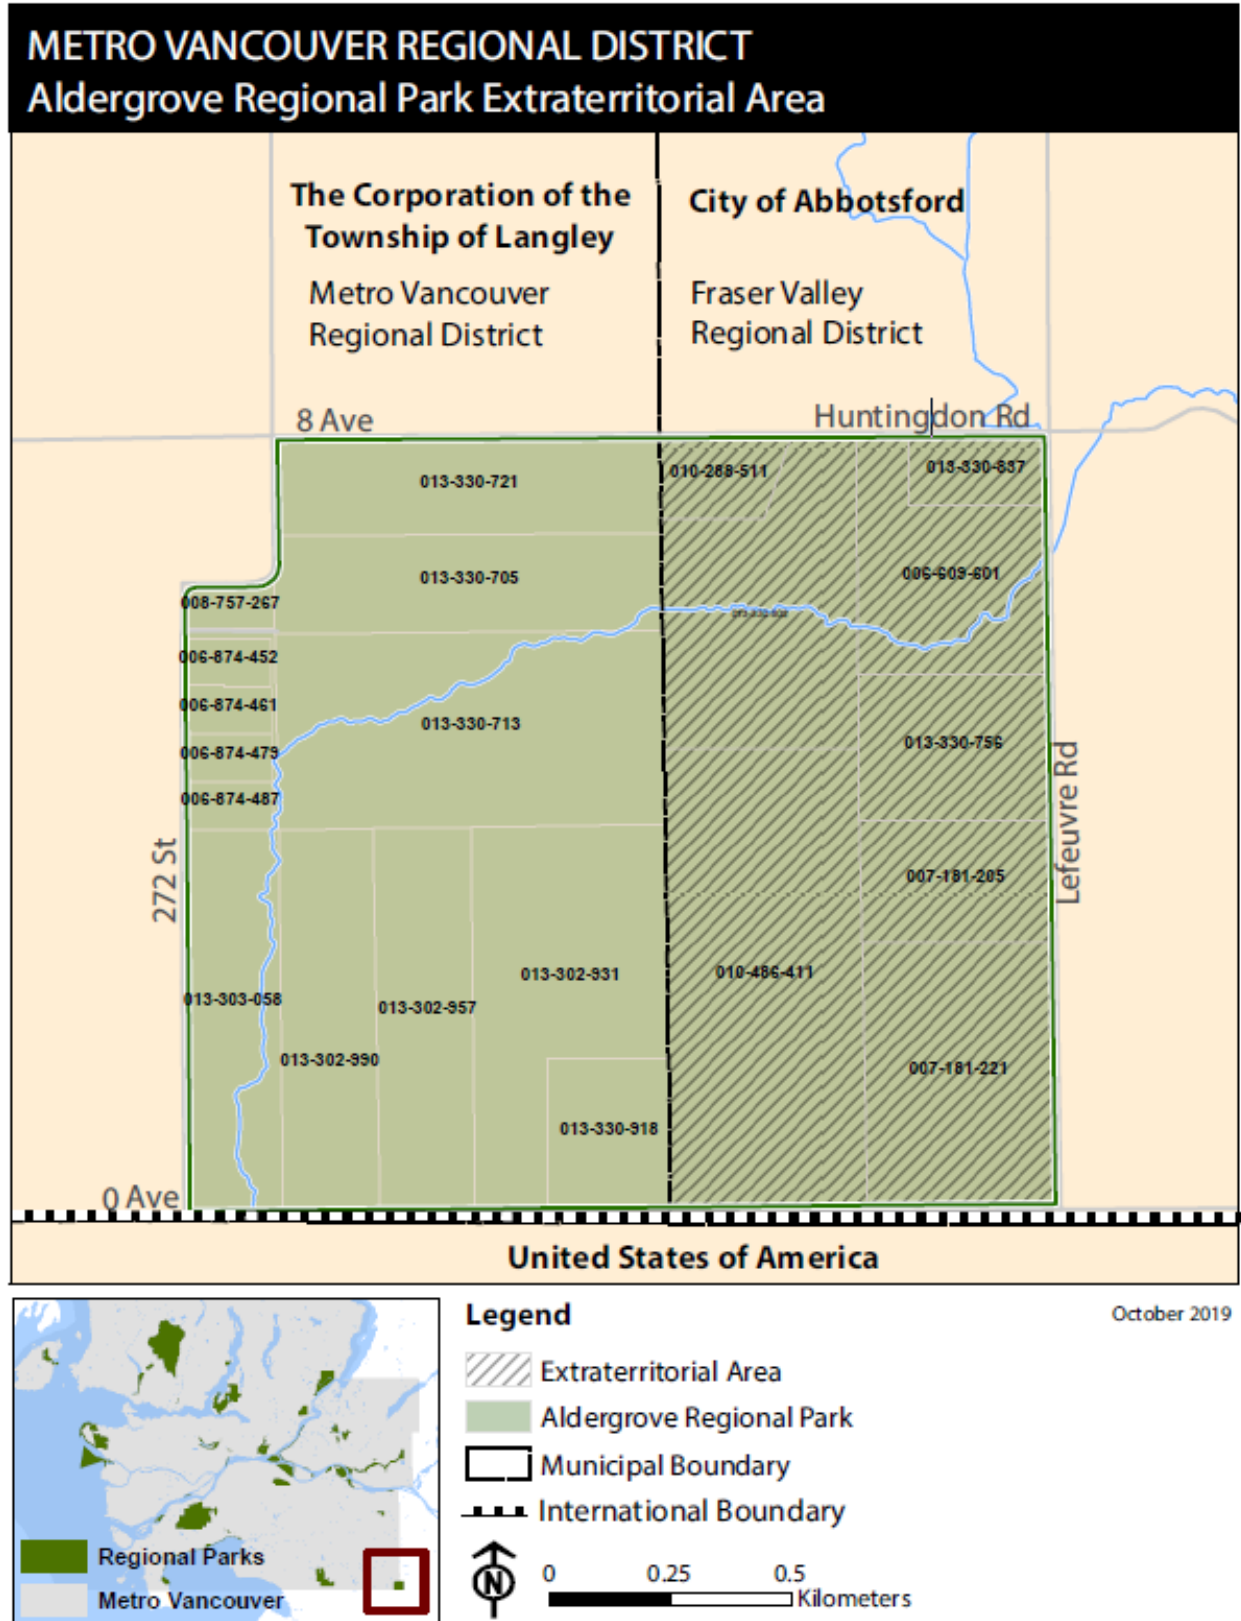 METRO VANCOUVER REGIONAL DISTRICT
Aldergrove Regional Park Extraterritorial Area
The Corporation of the
Township of Langley
City of Abbotsford
Metro Vancouver
Regional District
Fraser Valley
Regional District
8 Ave
Huntingdon Rd
013-330-721
010-288-511
013-330-837
013-330-705
006-609-601
008-757-267
006-874-452
006-874-461
013-330-713
013-330-756
006-874-479
006-874-487
272 St
Lefeuvre Rd
007-181-205
013-302-931
010-486-411
013-303-058
013-302-957
013-302-990
007-181-221
013-330-918
0 Ave
United States of America
Legend
October 2019
Extraterritorial Area
Aldergrove Regional Park
Municipal Boundary
International Boundary
Regional Parks
Metro Vancouver
N
0 0.25 0.5
Kilometers